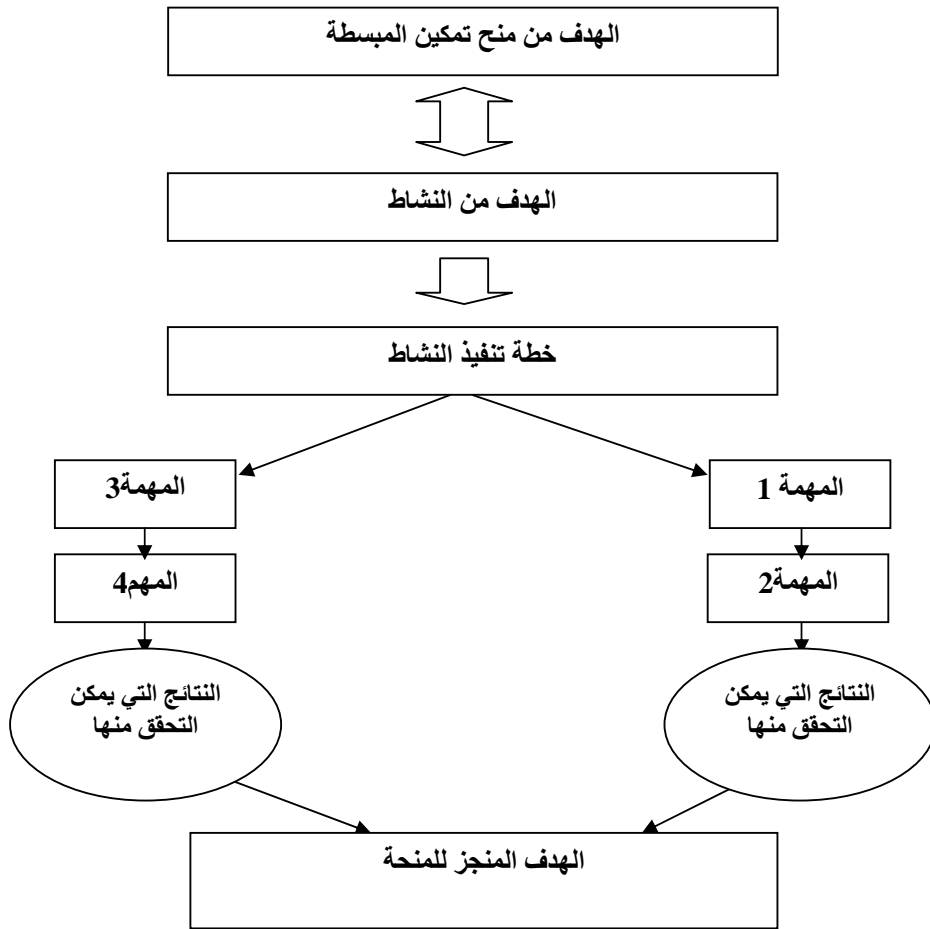 الهدف من منح تمكين المبسطة
الهدف من النشاط
خطة تنفيذ النشاط
المهمة 1
المهمة3
المهمة2
المهم4
النتائج التي يمكن
التحقق منها
النتائج التي يمكن
التحقق منها
الهدف المنجز للمنحة